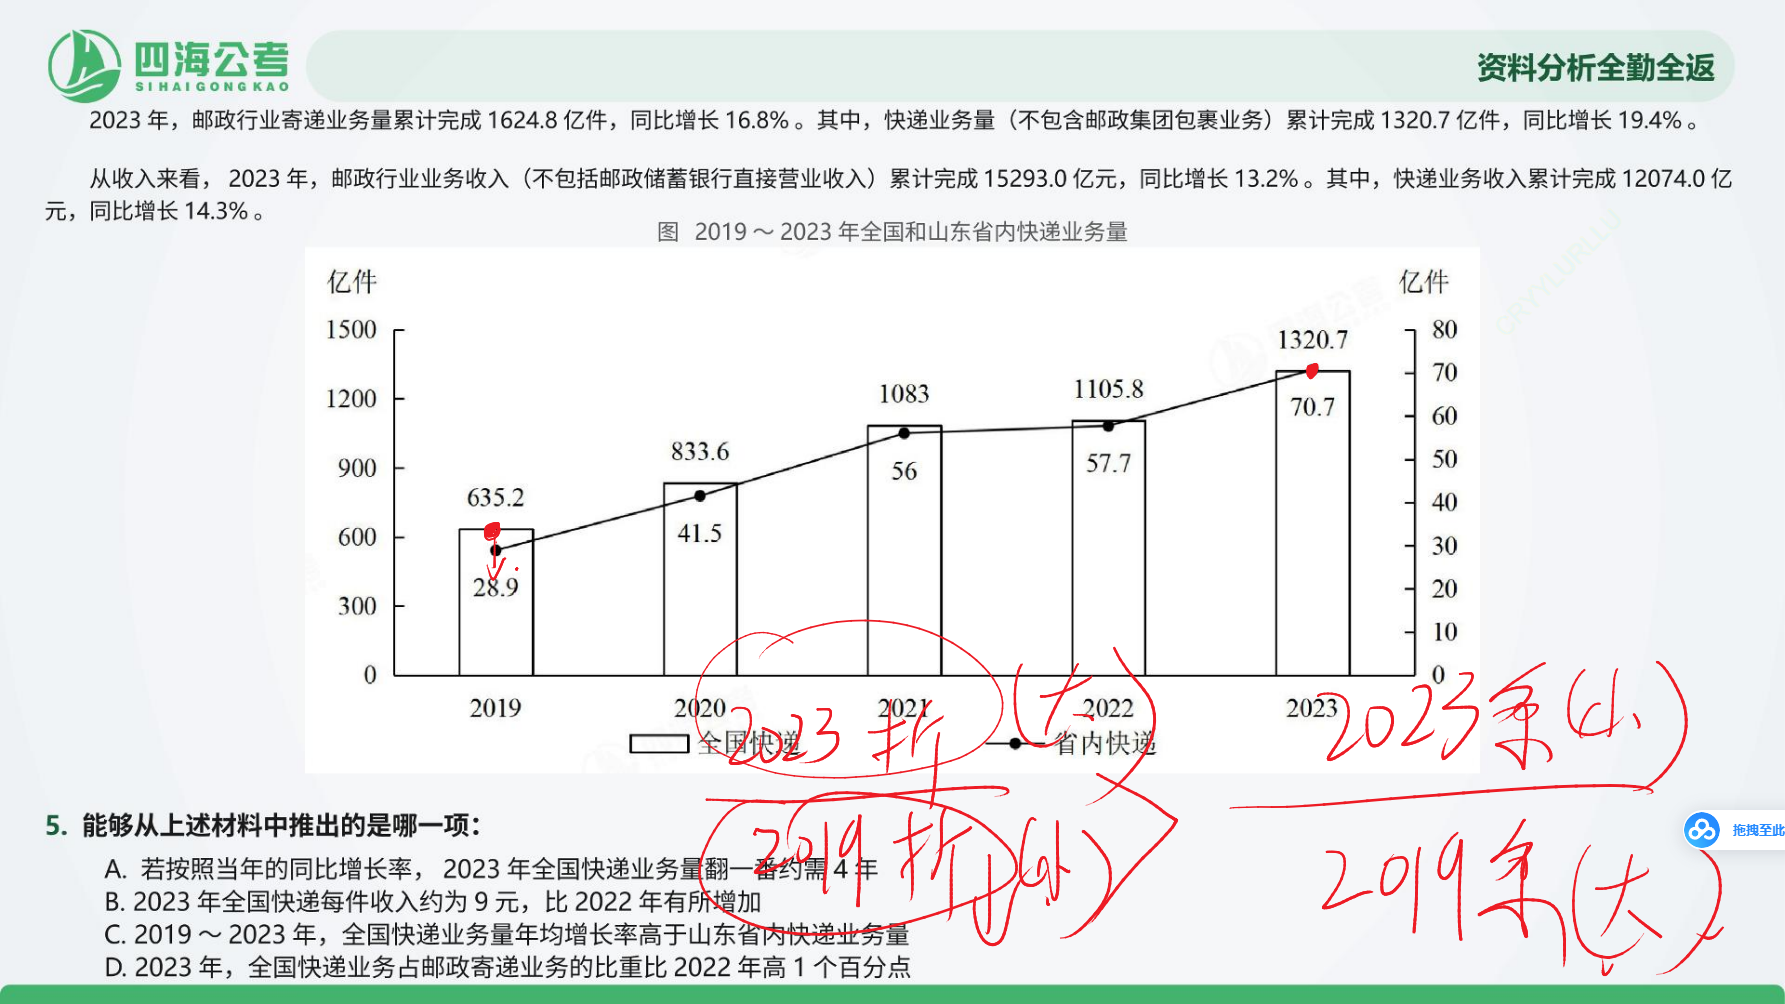 四海公考
SIHAIGONGKAO
资料分析全勤全返
2023 年，邮政行业寄递业务量累计完成 1624.8 亿件，同比增长 16.8% 。其中，快递业务量（不包含邮政集团包裹业务）累计完成 1320.7 亿件，同比增长 19.4% 。
从收入来看， 2023 年，邮政行业业务收入（不包括邮政储蓄银行直接营业收入）累计完成 15293.0 亿元，同比增长 13.2% 。其中，快递业务收入累计完成 12074.0 亿
元，同比增长 14.3% 。
图 2019 ～ 2023 年全国和山东省内快递业务量
亿件 亿件
1500 1200 900 600 300 0
635.2 833.6 1083 1105.8 1320.7
28.9 41.5 56 57.7 70.7
80 70 60 50 40 30 20 10 0
2019 2020 2021 2022 2023
全国快递 省内快递
2023 折 (大)
2019 折 (小)
2023条(小)
2019条(大)
5. 能够从上述材料中推出的是哪一项：
A. 若按照当年的同比增长率， 2023 年全国快递业务量翻一番约需 4 年
B. 2023 年全国快递每件收入约为 9 元，比 2022 年有所增加
C. 2019 ～ 2023 年，全国快递业务量年均增长率高于山东省内快递业务量
D. 2023 年，全国快递业务占邮政寄递业务的比重比 2022 年高 1 个百分点
拖拽至此